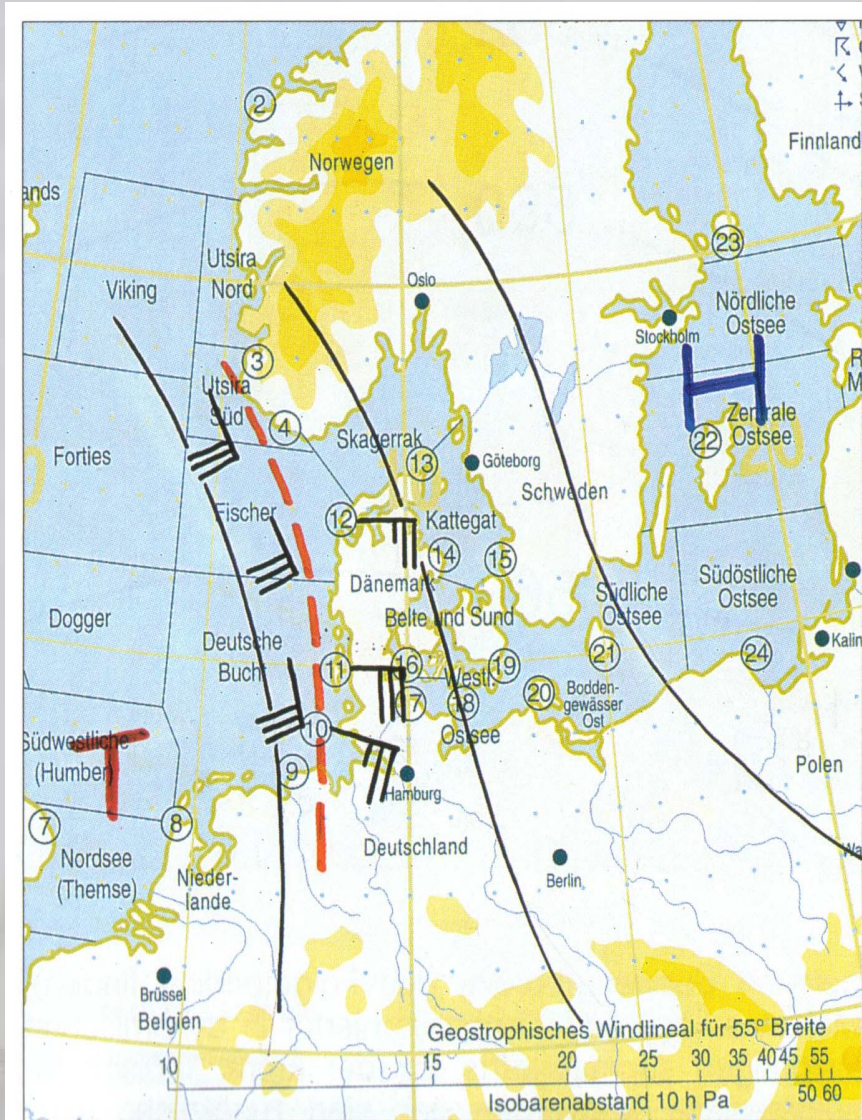 2
Finnland
Norwegen
ands
23
Utsira
Nord
Viking
Oslo
Nördliche
Ostsee
Stockholm
3
Utsira
Süd
4
H
Zentrale
Ostsee
22
20
Skagerrak
Forties
13
Göteborg
Schweden
Fischer
12
Kattegat
14
15
Dänemark
Südliche
Ostsee
Südöstliche
Ostsee
Dogger
Belte und Sund
Deutsche
Bucht
11
16
Westl.
19
21
24
Kalin
17
18
20
Bodden-
gewässer
Ost
Ostsee
10
Südwestliche
(Humber)
T
9
Hamburg
Polen
7
8
Deutschland
Wa
Nordsee
(Themse)
Nieder-
lande
Berlin
Brüssel
Belgien
Geostrophisches Windlineal für 55° Breite
10 15 20 25 30 35 40 45 55
50 60
Isobarenabstand 10 h Pa